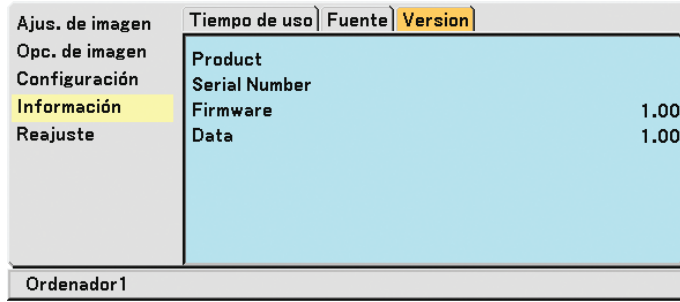 Ajus. de imagen
Opc. de imagen
Configuración
Información
Reajuste
Tiempo de uso Fuente Version
Product
Serial Number
Firmware 1.00
Data 1.00
Ordenador1